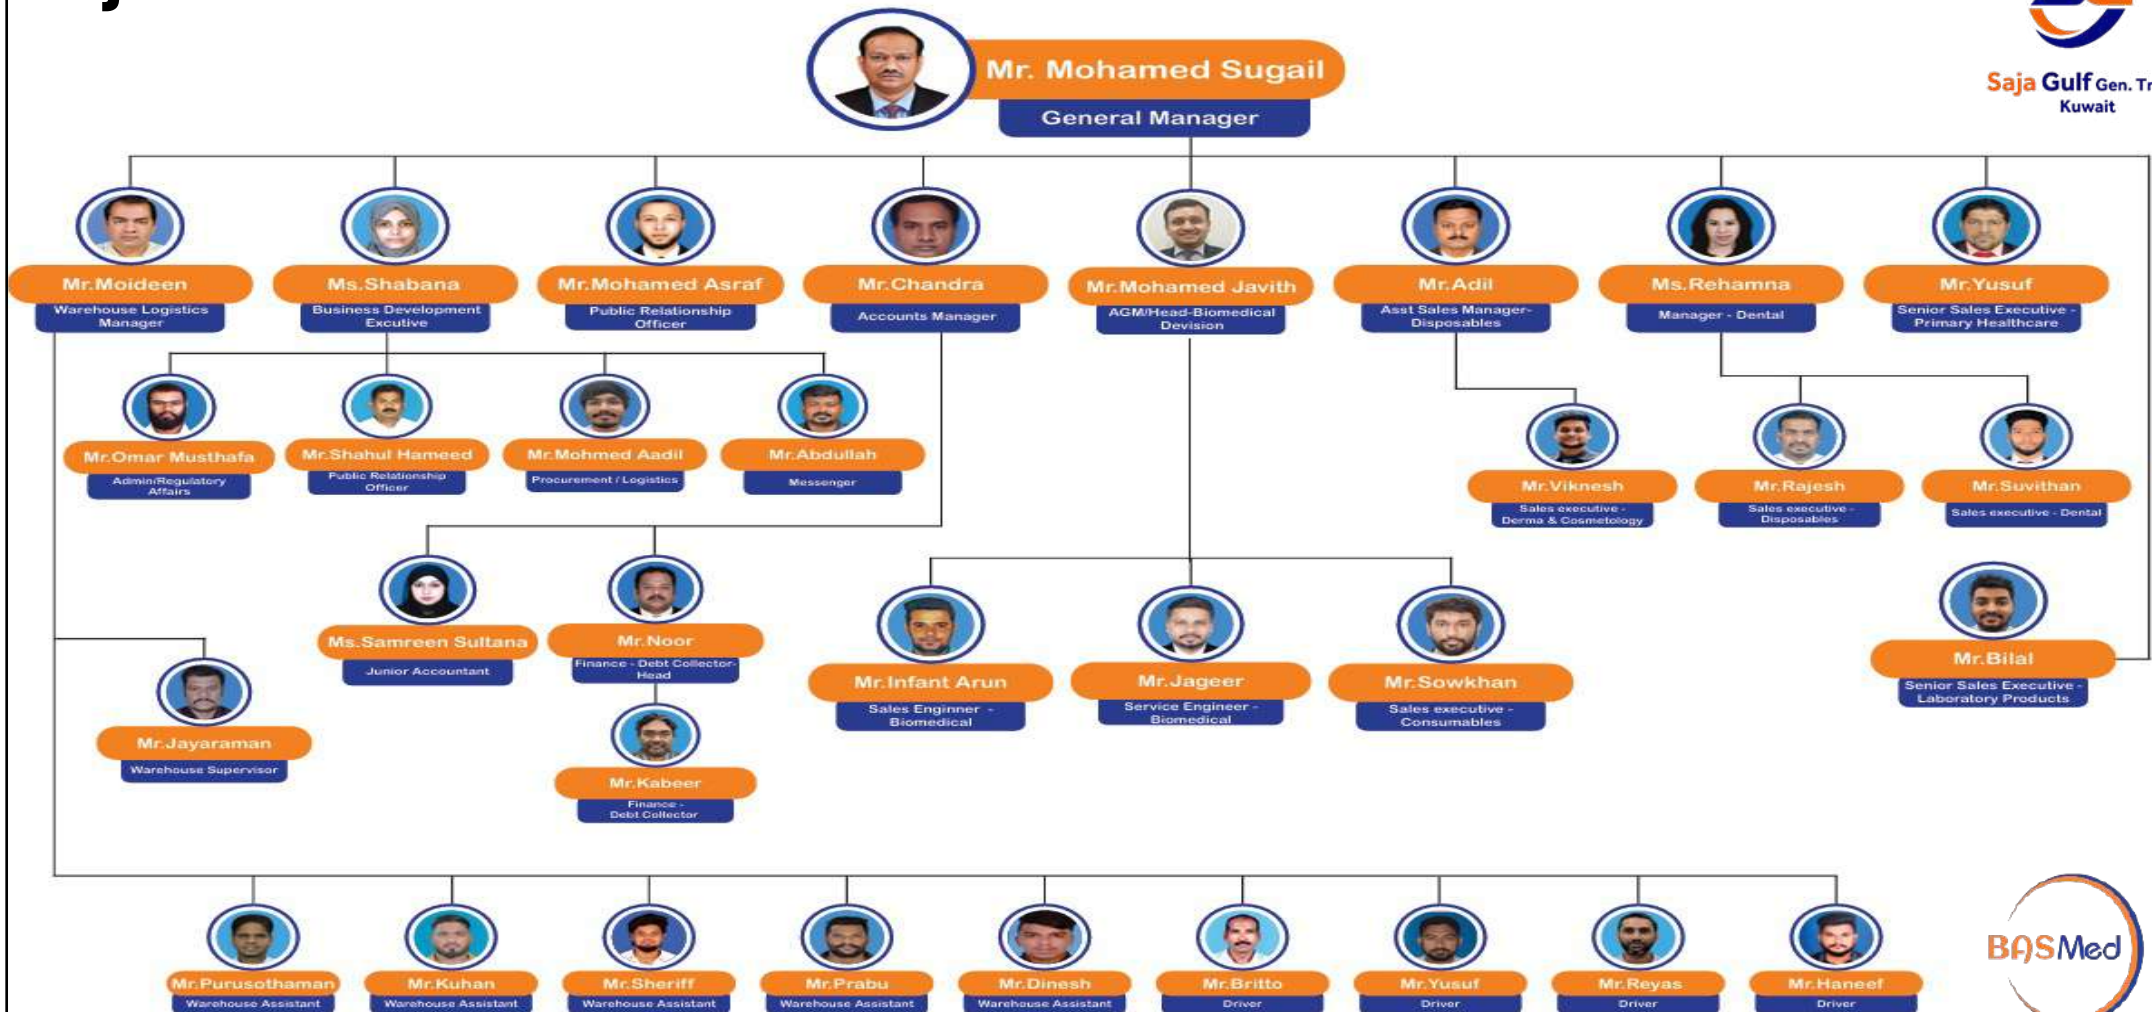 Mr. Mohamed Sugail
General Manager
Saja Gulf Gen. Tr
Kuwait
Mr.Moideen
Warehouse Logistics
Manager
Ms.Shabana
Business Development
Excutive
Mr.Mohamed Asraf
Public Relationship
Officer
Mr.Chandra
Accounts Manager
Mr.Mohamed Javith
AGM/Head-Biomedical
Devision
Mr.Adil
Asst Sales Manager-
Disposables
Ms.Rehamna
Manager - Dental
Mr.Yusuf
Senior Sales Executive -
Primary Healthcare
Mr.Omar Musthafa
Admin/Regulatory
Affairs
Mr.Shahul Hameed
Public Relationship
Officer
Mr.Mohmed Aadil
Procurement / Logistics
Mr.Abdullah
Messenger
Mr.Viknesh
Sales executive -
Derma & Cosmetology
Mr.Rajesh
Sales executive -
Disposables
Mr.Suvithan
Sales executive - Dental
Ms.Samreen Sultana
Junior Accountant
Mr.Noor
Finance - Debt Collector-
Head
Mr.Infant Arun
Sales Enginner -
Biomedical
Mr.Jageer
Service Engineer -
Biomedical
Mr.Sowkhan
Sales executive -
Consumables
Mr.Bilal
Senior Sales Executive -
Laboratory Products
Mr.Jayaraman
Warehouse Supervisor
Mr.Kabeer
Finance -
Debt Collector
Mr.Purusothaman
Warehouse Assistant
Mr.Kuhan
Warehouse Assistant
Mr.Sheriff
Warehouse Assistant
Mr.Prabu
Warehouse Assistant
Mr.Dinesh
Warehouse Assistant
Mr.Britto
Driver
Mr.Yusuf
Driver
Mr.Reyas
Driver
Mr.Haneef
Driver
BASMed